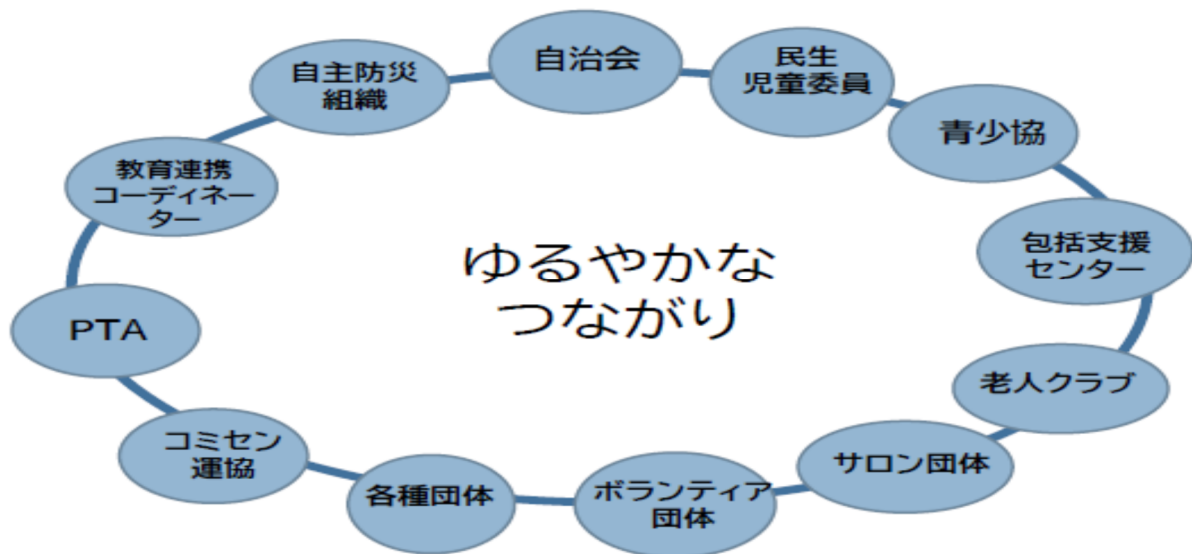 自治会
民生
児童委員
青少協
包括支援
センター
老人クラブ
サロン団体
ボランティア
団体
各種団体
コミセン
運協
PTA
教育連携
コーディネー
ター
自主防災
組織
ゆるやかな
つながり